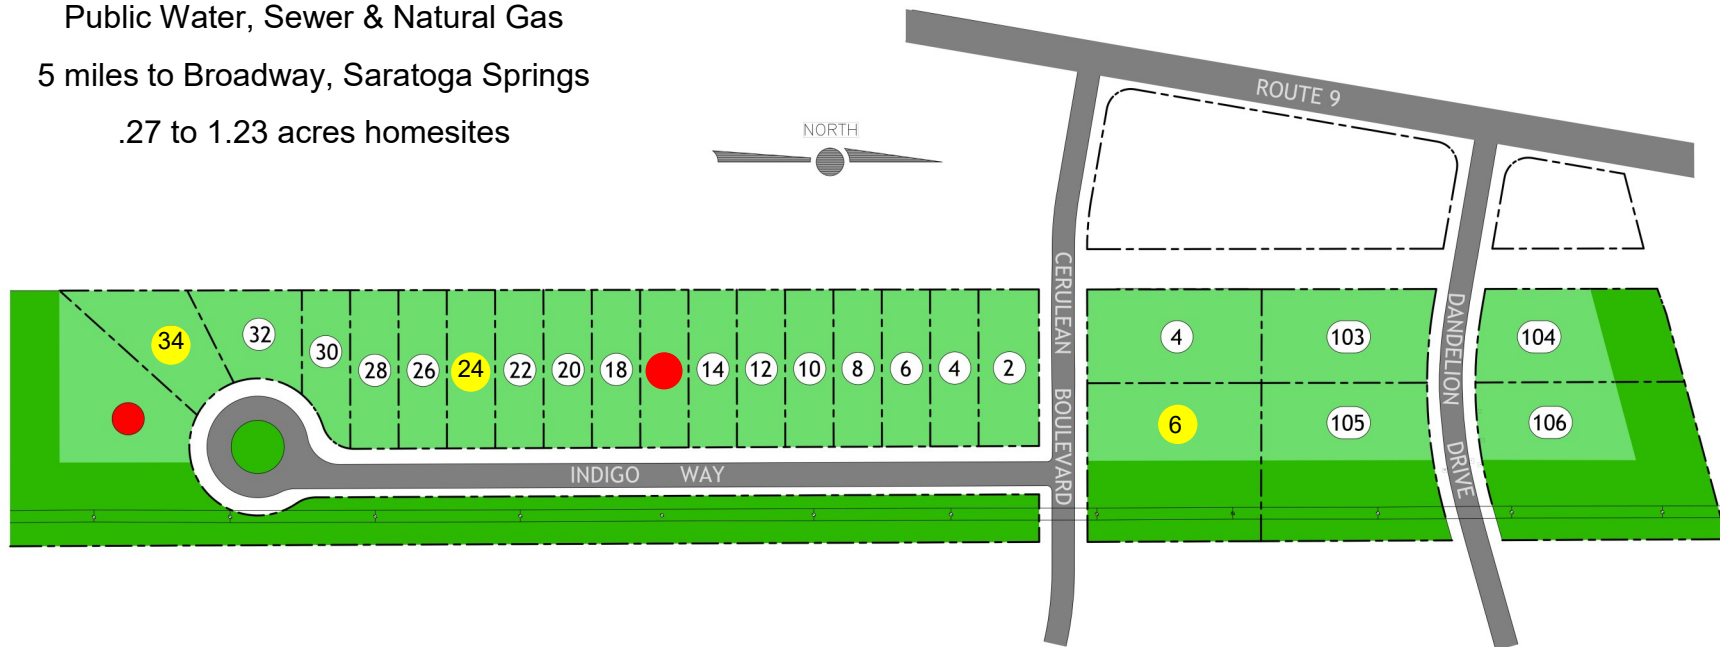 Public Water, Sewer & Natural Gas
5 miles to Broadway, Saratoga Springs
.27 to 1.23 acres homesites
NORTH
ROUTE 9
CERULEAN BOULEVARD
DANDELION DRIVE
34
32
30
28
26
24
22
20
18
14
12
10
8
6
4
2
4
103
104
6
105
106
INDIGO WAY